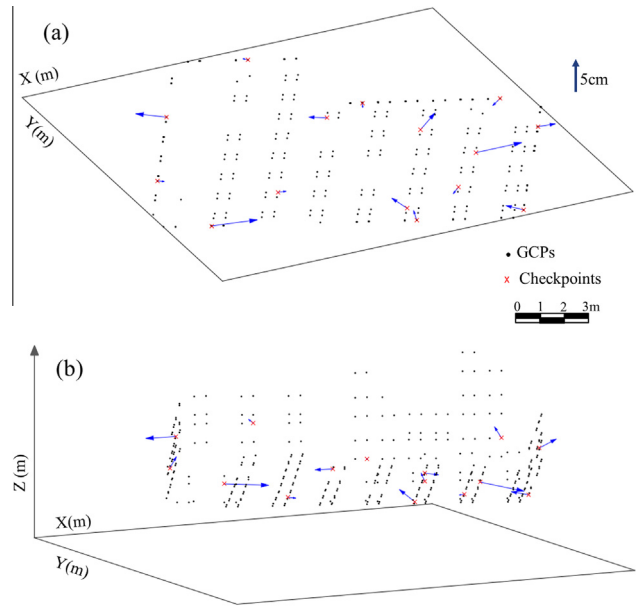 (a)
X (m)
Y(m)
5cm
• GCPs
x Checkpoints
0 1 2 3m
(b)
Z (m)
X(m)
Y(m)